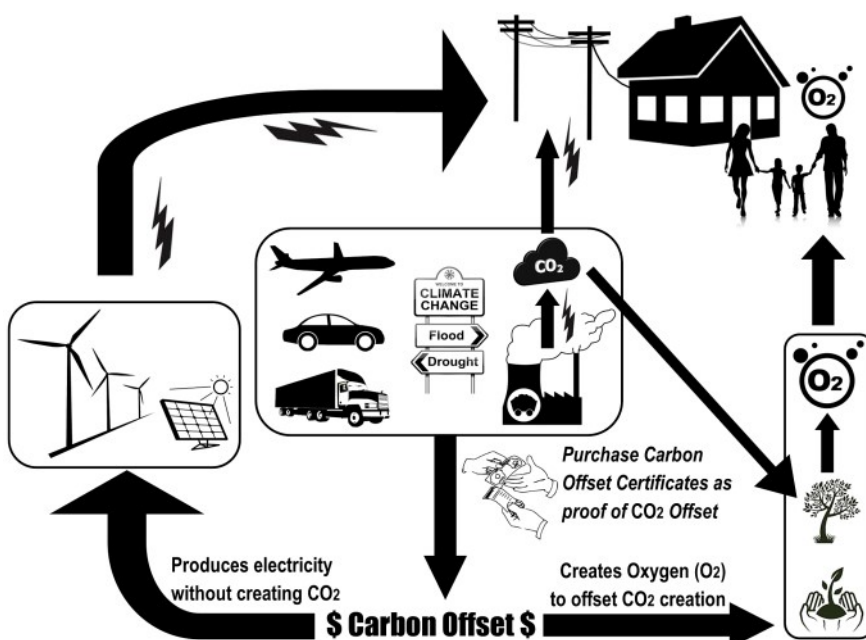 O2
WELCOME TO
CLIMATE
CHANGE
Flood
Drought
CO2
O2
Purchase Carbon
Offset Certificates as
proof of CO2 Offset
Produces electricity
without creating CO2
Creates Oxygen (O2)
to offset CO2 creation
$ Carbon Offset $